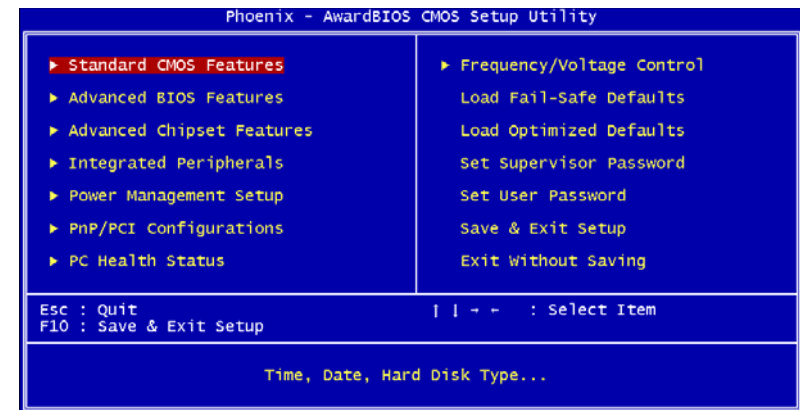 Phoenix - AwardBIOS CMOS Setup Utility
▶ Standard CMOS Features
▶ Advanced BIOS Features
▶ Advanced Chipset Features
▶ Integrated Peripherals
▶ Power Management Setup
▶ PnP/PCI Configurations
▶ PC Health Status
▶ Frequency/Voltage Control
Load Fail-Safe Defaults
Load Optimized Defaults
Set Supervisor Password
Set User Password
Save & Exit Setup
Exit Without Saving
Esc : Quit
F10 : Save & Exit Setup
↑ ↓ → ← : Select Item
Time, Date, Hard Disk Type...